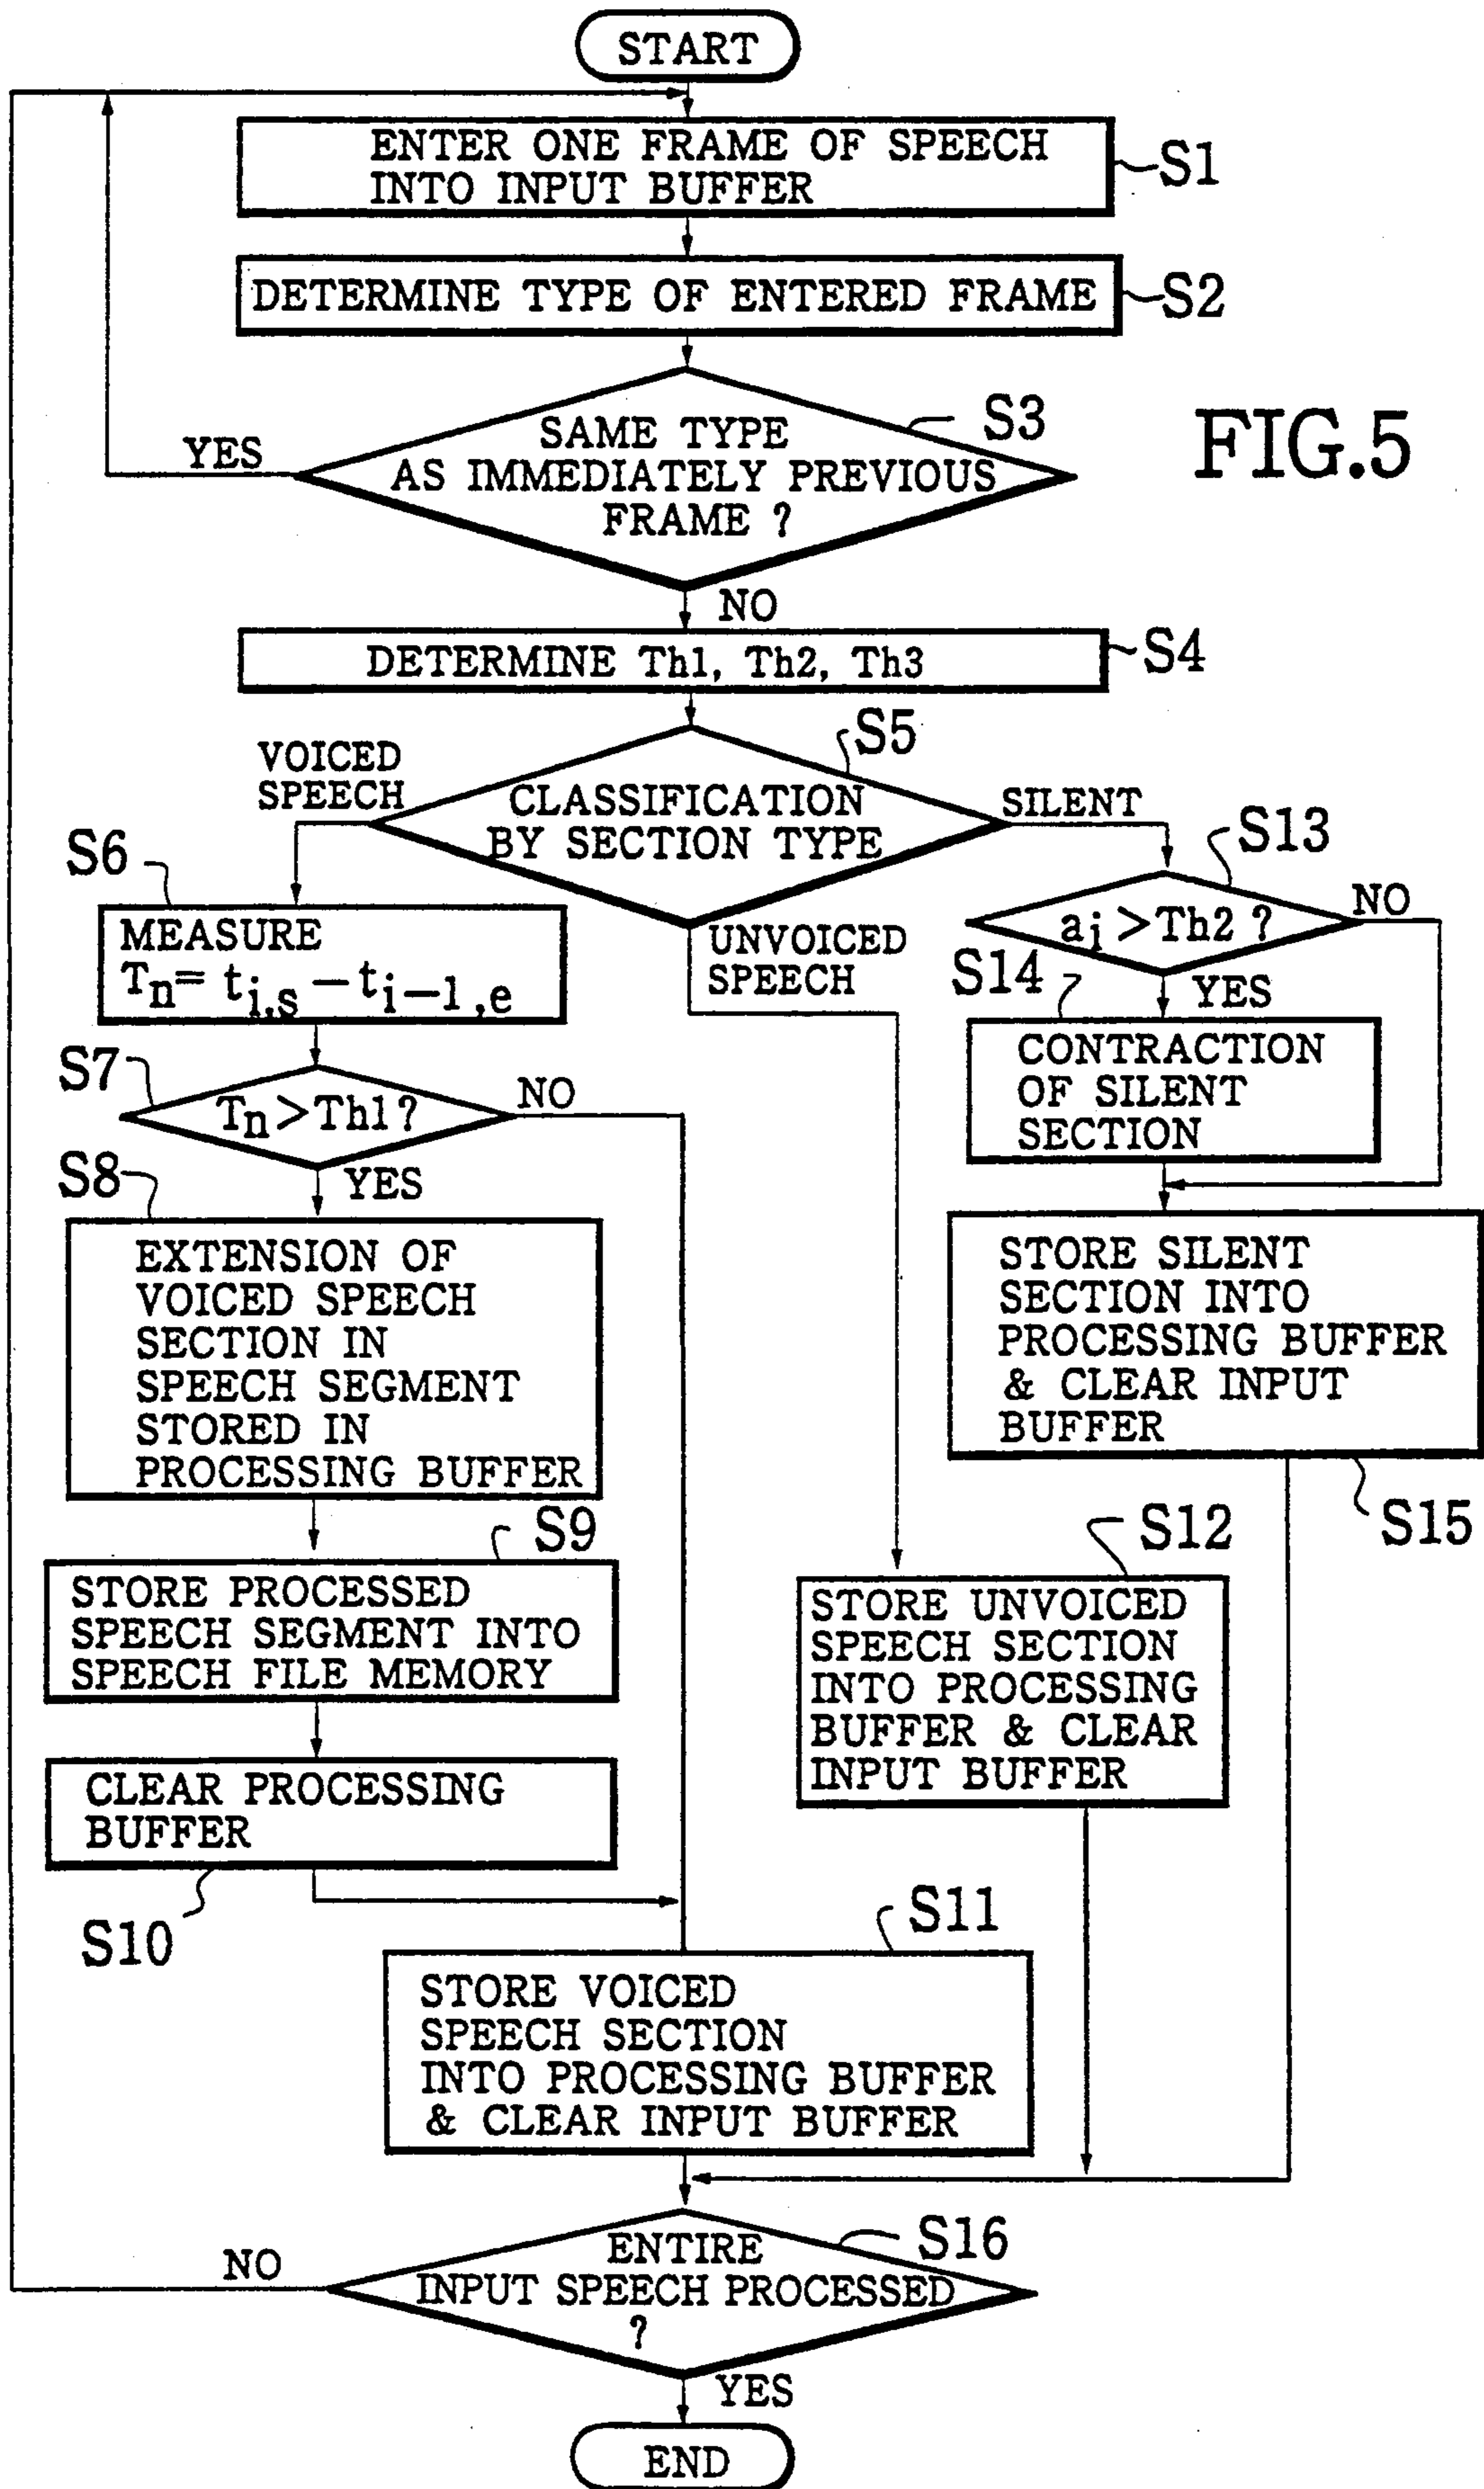 START
ENTER ONE FRAME OF SPEECH
INTO INPUT BUFFER
S1
DETERMINE TYPE OF ENTERED FRAME
S2
SAME TYPE
AS IMMEDIATELY PREVIOUS
FRAME ?
S3
YES
NO
FIG.5
DETERMINE Th1, Th2, Th3
S4
CLASSIFICATION
BY SECTION TYPE
S5
VOICED
SPEECH
SILENT
UNVOICED
SPEECH
S6
MEASURE
Tn= ti,s −ti−1,e
S7
Tn>Th1?
NO
YES
S8
EXTENSION OF
VOICED SPEECH
SECTION IN
SPEECH SEGMENT
STORED IN
PROCESSING BUFFER
S9
STORE PROCESSED
SPEECH SEGMENT INTO
SPEECH FILE MEMORY
CLEAR PROCESSING
BUFFER
S10
S11
STORE VOICED
SPEECH SECTION
INTO PROCESSING BUFFER
& CLEAR INPUT BUFFER
S12
STORE UNVOICED
SPEECH SECTION
INTO PROCESSING
BUFFER & CLEAR
INPUT BUFFER
S13
aj >Th2 ?
NO
YES
S14
CONTRACTION
OF SILENT
SECTION
STORE SILENT
SECTION INTO
PROCESSING BUFFER
& CLEAR INPUT
BUFFER
S15
S16
ENTIRE
INPUT SPEECH PROCESSED
?
NO
YES
END